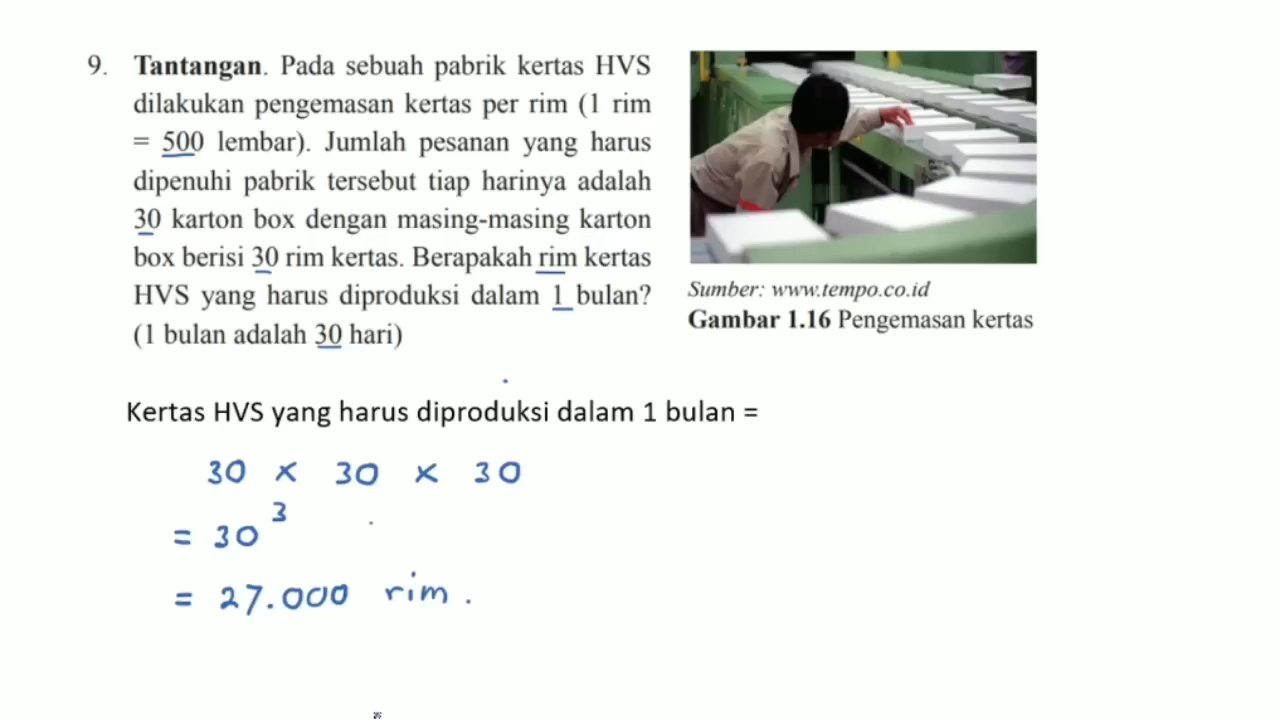 9. Tantangan. Pada sebuah pabrik kertas HVS
dilakukan pengemasan kertas per rim (1 rim
= 500 lembar). Jumlah pesanan yang harus
dipenuhi pabrik tersebut tiap harinya adalah
30 karton box dengan masing-masing karton
box berisi 30 rim kertas. Berapakah rim kertas
HVS yang harus diproduksi dalam 1 bulan?
(1 bulan adalah 30 hari)
Sumber: www.tempo.co.id
Gambar 1.16 Pengemasan kertas
Kertas HVS yang harus diproduksi dalam 1 bulan =
30 x 30 x 30
= 30³
= 27.000 rim.